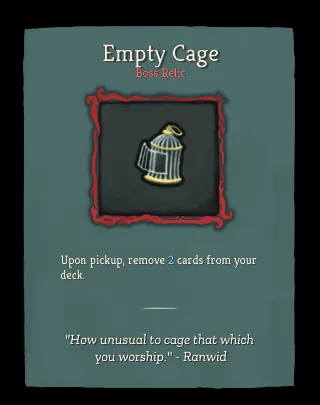 Empty Cage
Boss Relic
Upon pickup, remove 2 cards from your
deck.
"How unusual to cage that which
you worship." - Ranwid